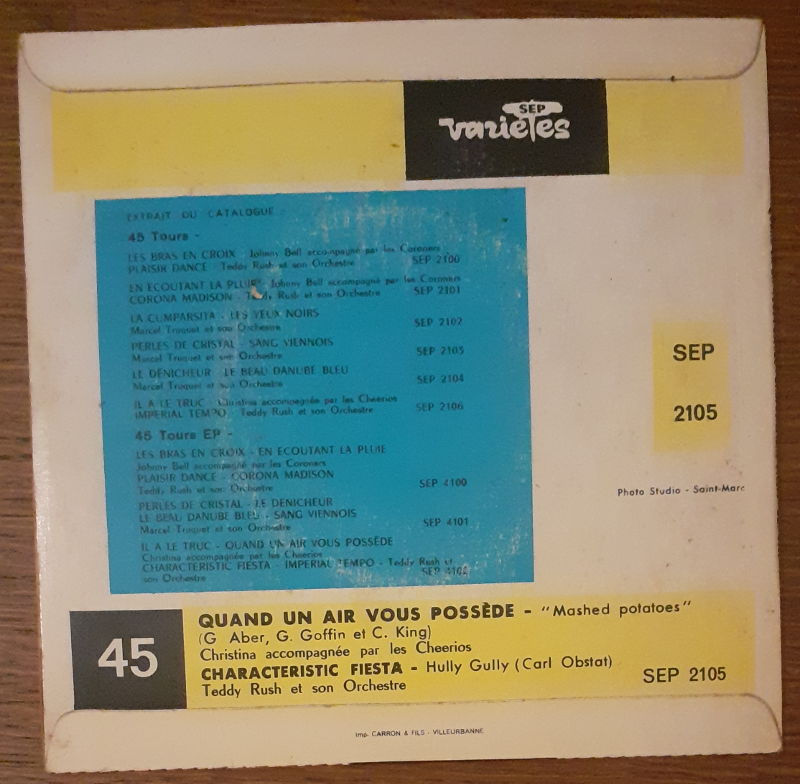 SEP
variétés
EXTRAIT DU CATALOGUE -
45 Tours -
LES BRAS EN CROIX - Johnny Bell accompagné par les Coroners
PLAISIR DANCE - Teddy Rush et son Orchestre SEP 2100
EN ECOUTANT LA PLUIE - Johnny Bell accompagné par les Coroners
CORONA MADISON - Teddy Rush et son Orchestre SEP 2101
LA CUMPARSITA - LES YEUX NOIRS
Marcel Truquet et son Orchestre SEP 2102
PERLES DE CRISTAL - SANG VIENNOIS
Marcel Truquet et son Orchestre SEP 2103
LE DENICHEUR - LE BEAU DANUBE BLEU
Marcel Truquet et son Orchestre SEP 2104
IL A LE TRUC - Christina accompagnée par les Cheerios
IMPERIAL TEMPO - Teddy Rush et son Orchestre SEP 2106
45 Tours EP -
LES BRAS EN CROIX - EN ECOUTANT LA PLUIE
Johnny Bell accompagné par les Coroners
PLAISIR DANCE - CORONA MADISON
Teddy Rush et son Orchestre SEP 4100
PERLES DE CRISTAL - LE DENICHEUR
LE BEAU DANUBE BLEU - SANG VIENNOIS
Marcel Truquet et son Orchestre SEP 4101
IL A LE TRUC - QUAND UN AIR VOUS POSSÈDE
Christina accompagnée par les Cheerios
CHARACTERISTIC FIESTA - IMPERIAL TEMPO - Teddy Rush et
son Orchestre SEP 4102
SEP
2105
Photo Studio - Saint-Marc
45
QUAND UN AIR VOUS POSSÈDE - "Mashed potatoes"
(G Aber, G. Goffin et C. King)
Christina accompagnée par les Cheerios
CHARACTERISTIC FIESTA - Hully Gully (Carl Obstat)
Teddy Rush et son Orchestre
SEP 2105
Imp. CARRON & FILS - VILLEURBANNE